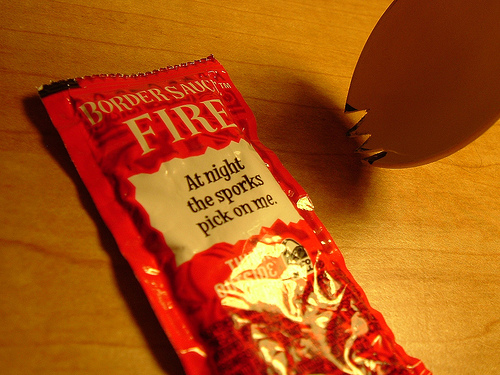 BORDER SAUCE™
FIRE
At night
the sporks
pick on me.